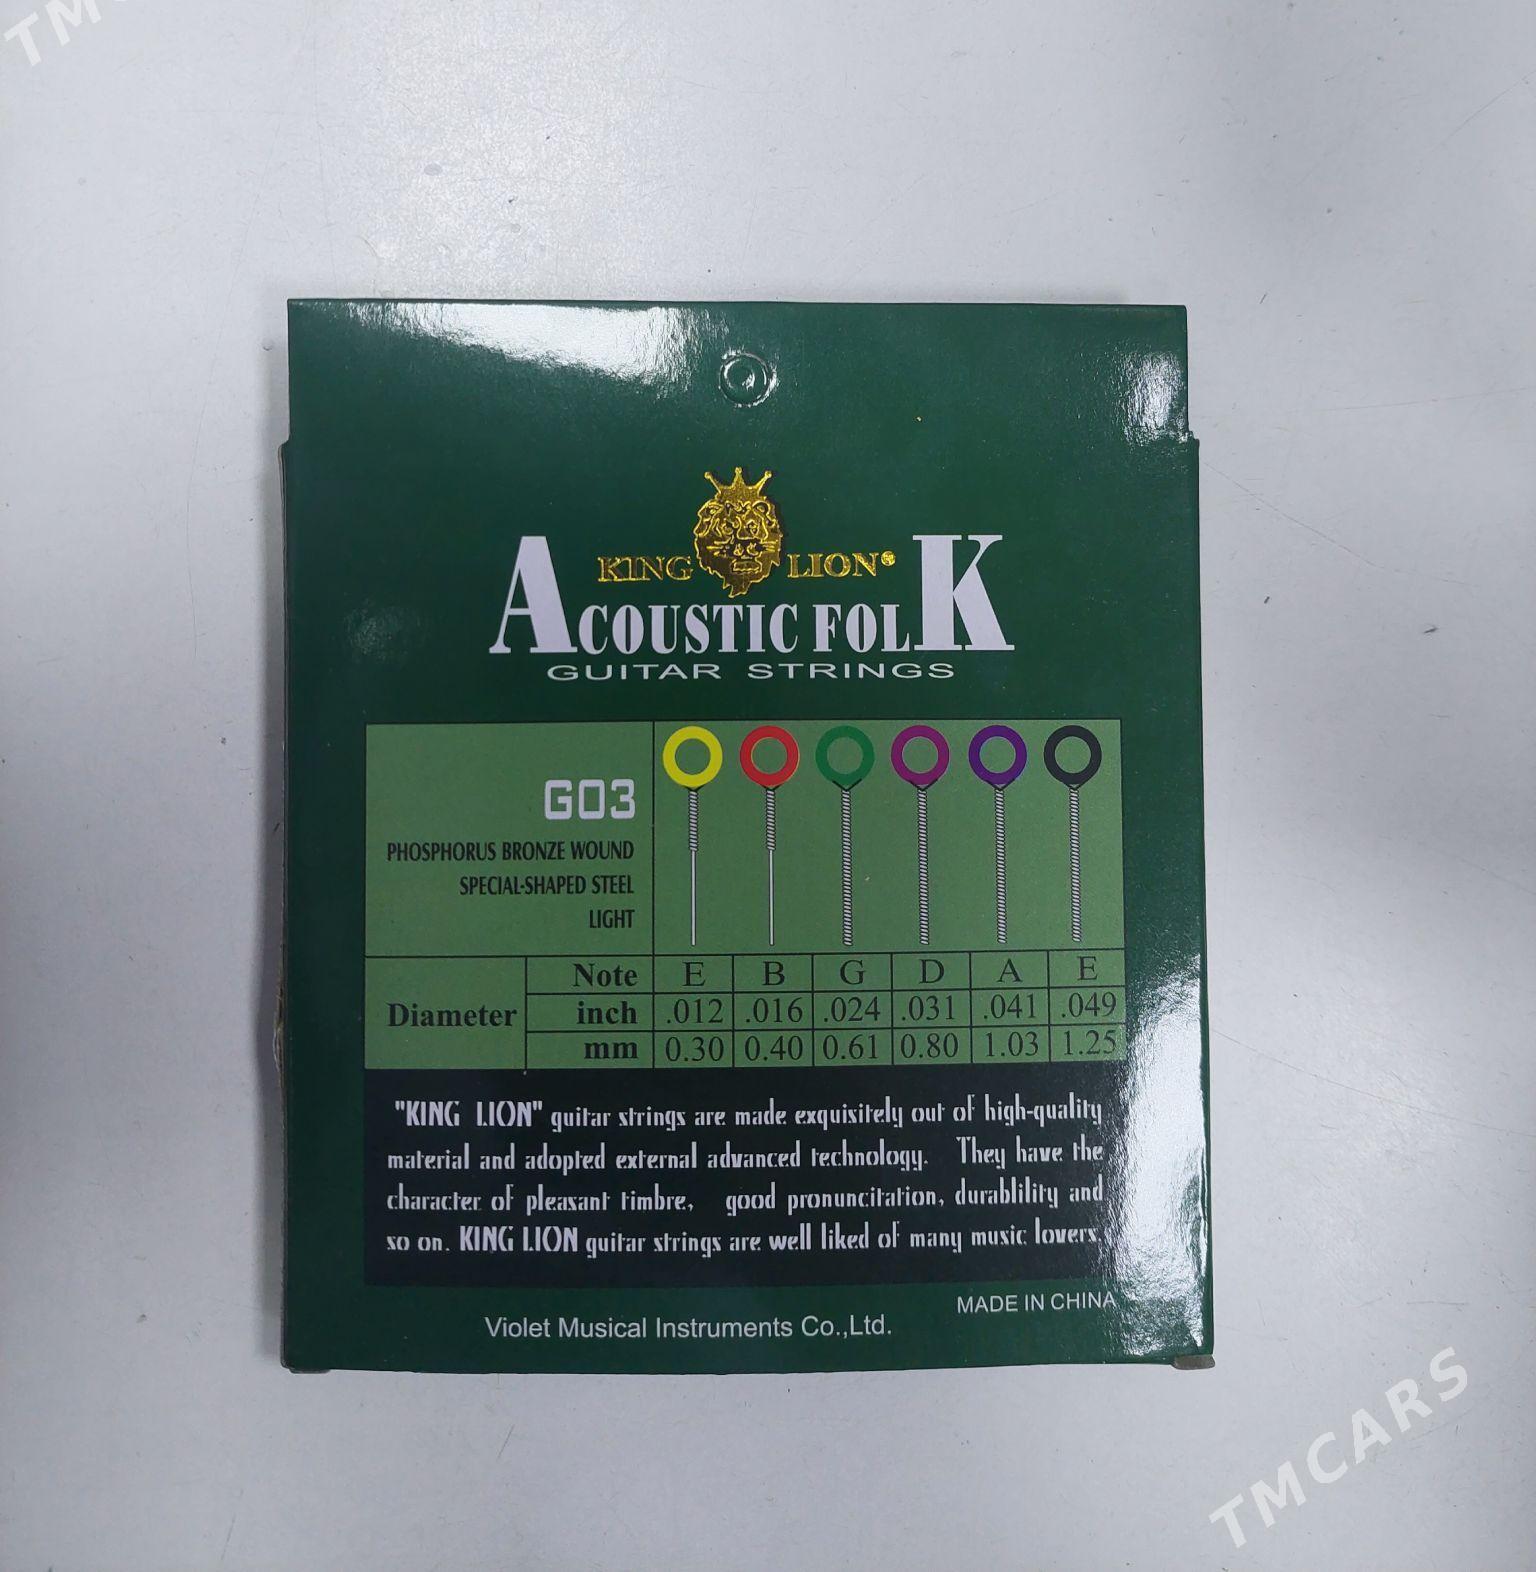 KING LION®
ACOUSTIC FOLK
GUITAR STRINGS
G03
PHOSPHORUS BRONZE WOUND
SPECIAL-SHAPED STEEL
LIGHT
Diameter
Note E B G D A E
inch .012 .016 .024 .031 .041 .049
mm 0.30 0.40 0.61 0.80 1.03 1.25
"KING LION" guitar strings are made exquisitely out of high-quality
material and adopted external advanced technology. They have the
character of pleasant timbre, good pronuncitation, durablility and
so on. KING LION guitar strings are well liked of many music lovers.
MADE IN CHINA
Violet Musical Instruments Co.,Ltd.
TMCARS